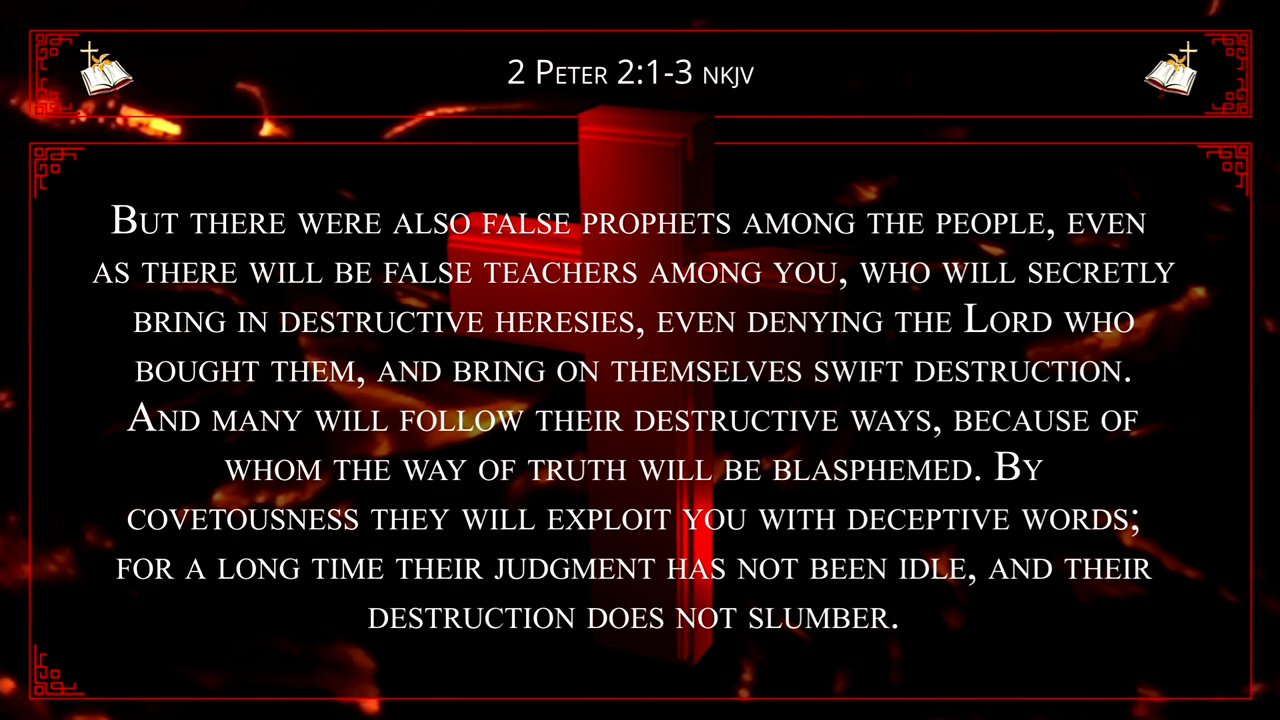 2 Peter 2:1-3 NKJV
But there were also false prophets among the people, even
as there will be false teachers among you, who will secretly
bring in destructive heresies, even denying the Lord who
bought them, and bring on themselves swift destruction.
And many will follow their destructive ways, because of
whom the way of truth will be blasphemed. By
covetousness they will exploit you with deceptive words;
for a long time their judgment has not been idle, and their
destruction does not slumber.